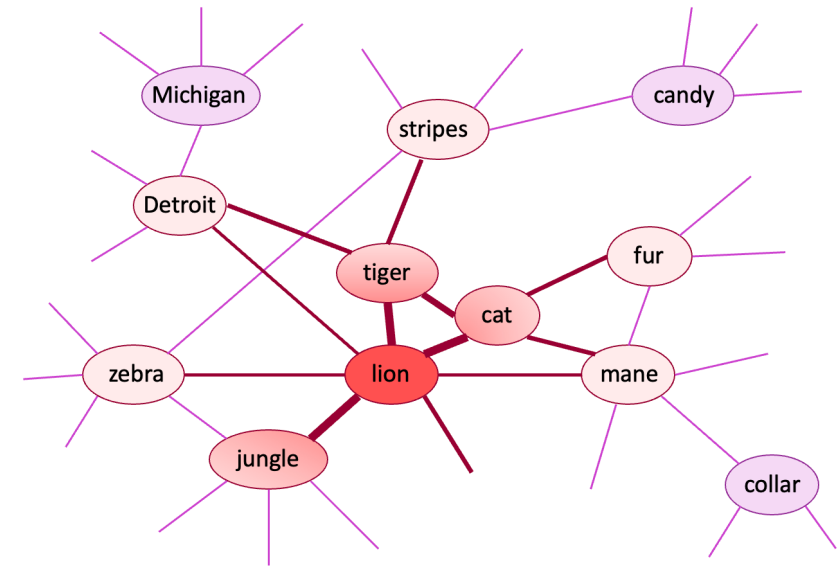 Michigan
candy
stripes
Detroit
fur
tiger
cat
zebra
lion
mane
jungle
collar